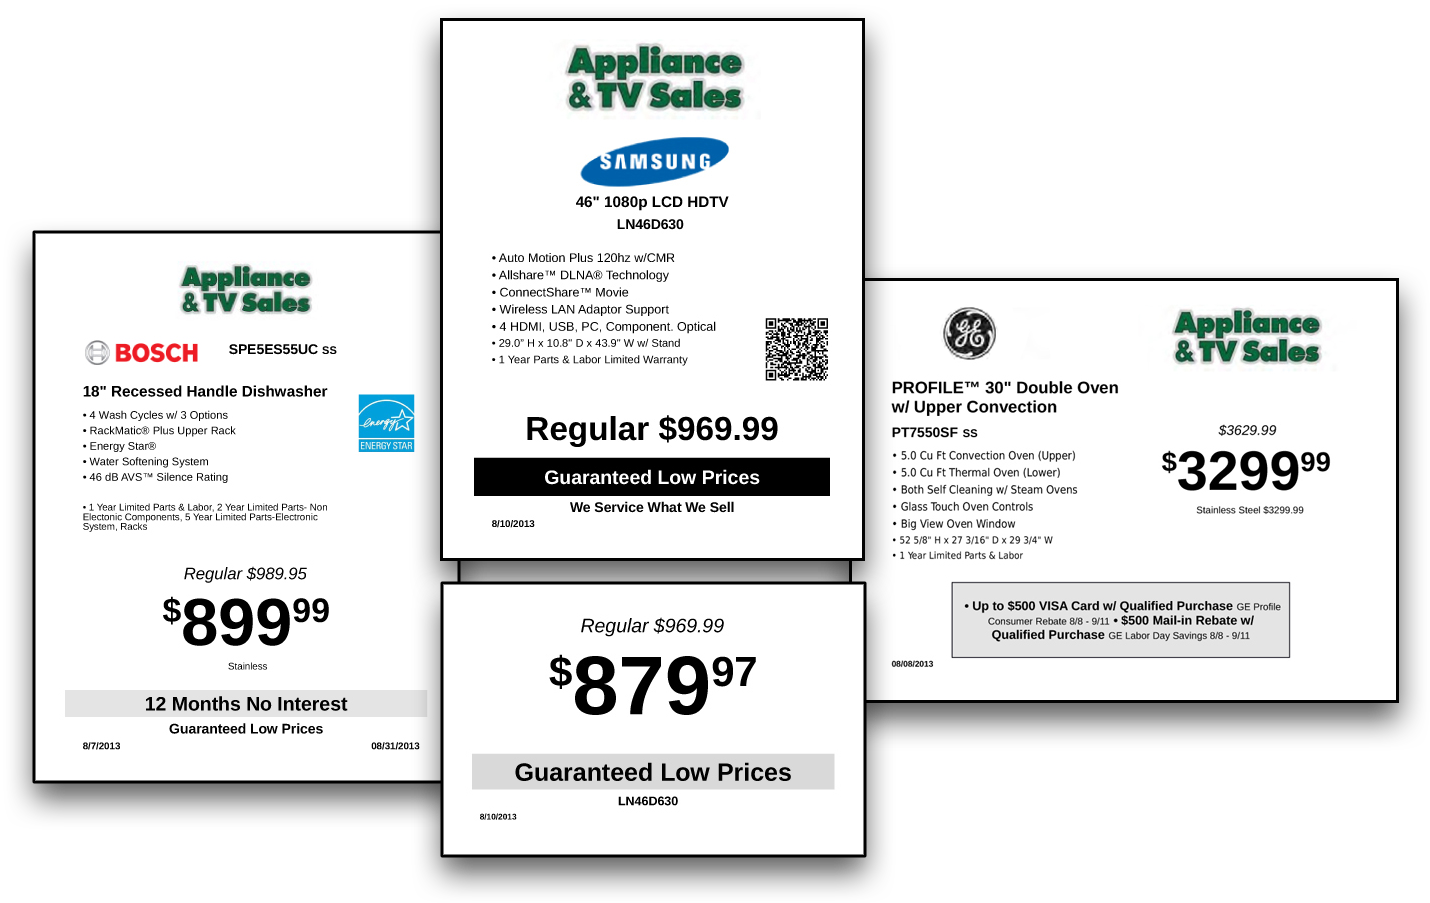 Appliance
& TV Sales
BOSCH
SPE5ES55UC SS
18" Recessed Handle Dishwasher
• 4 Wash Cycles w/ 3 Options
• RackMatic® Plus Upper Rack
• Energy Star®
• Water Softening System
• 46 dB AVS™ Silence Rating
energy
ENERGY STAR
• 1 Year Limited Parts & Labor, 2 Year Limited Parts- Non
Electonic Components, 5 Year Limited Parts-Electronic
System, Racks
Regular $989.95
$899 99
Stainless
12 Months No Interest
Guaranteed Low Prices
8/7/2013 08/31/2013
Appliance
& TV Sales
SAMSUNG
46" 1080p LCD HDTV
LN46D630
• Auto Motion Plus 120hz w/CMR
• Allshare™ DLNA® Technology
• ConnectShare™ Movie
• Wireless LAN Adaptor Support
• 4 HDMI, USB, PC, Component. Optical
• 29.0" H x 10.8" D x 43.9" W w/ Stand
• 1 Year Parts & Labor Limited Warranty
Regular $969.99
Guaranteed Low Prices
We Service What We Sell
8/10/2013
Regular $969.99
$879 97
Guaranteed Low Prices
LN46D630
8/10/2013
GE
Appliance
& TV Sales
PROFILE™ 30" Double Oven
w/ Upper Convection
PT7550SF SS
• 5.0 Cu Ft Convection Oven (Upper)
• 5.0 Cu Ft Thermal Oven (Lower)
• Both Self Cleaning w/ Steam Ovens
• Glass Touch Oven Controls
• Big View Oven Window
• 52 5/8" H x 27 3/16" D x 29 3/4" W
• 1 Year Limited Parts & Labor
$3629.99
$3299 99
Stainless Steel $3299.99
• Up to $500 VISA Card w/ Qualified Purchase GE Profile
Consumer Rebate 8/8 - 9/11 • $500 Mail-in Rebate w/
Qualified Purchase GE Labor Day Savings 8/8 - 9/11
08/08/2013